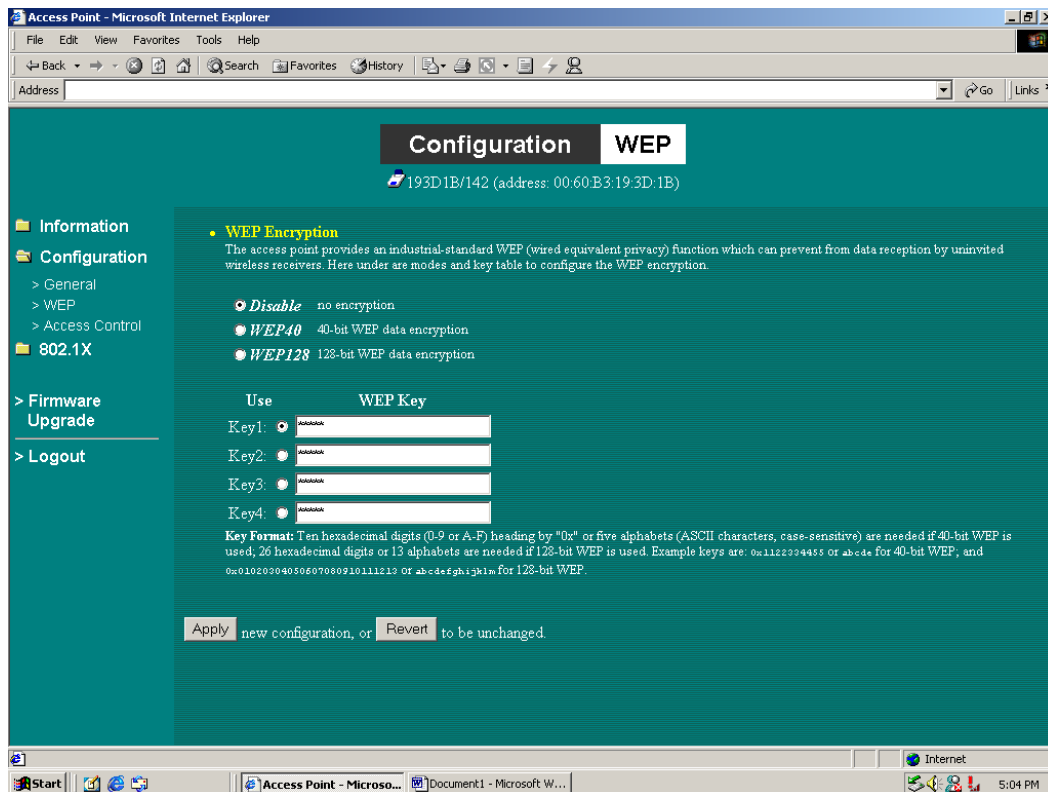 Access Point - Microsoft Internet Explorer
File Edit View Favorites Tools Help
Back Search Favorites History
Address Go Links
Configuration WEP
193D1B/142 (address: 00:60:B3:19:3D:1B)
Information
Configuration
> General
> WEP
> Access Control
802.1X
> Firmware
Upgrade
> Logout
WEP Encryption
The access point provides an industrial-standard WEP (wired equivalent privacy) function which can prevent from data reception by uninvited
wireless receivers. Here under are modes and key table to configure the WEP encryption.
Disable no encryption
WEP40 40-bit WEP data encryption
WEP128 128-bit WEP data encryption
Use WEP Key
Key1: *****
Key2: *****
Key3: *****
Key4: *****
Key Format: Ten hexadecimal digits (0-9 or A-F) heading by "0x" or five alphabets (ASCII characters, case-sensitive) are needed if 40-bit WEP is
used; 26 hexadecimal digits or 13 alphabets are needed if 128-bit WEP is used. Example keys are: 0x1122334455 or abcde for 40-bit WEP; and
0x01020304050607080910111213 or abcdefghijklm for 128-bit WEP.
Apply new configuration, or Revert to be unchanged.
Internet
Start Access Point - Microso... Document1 - Microsoft W... 5:04 PM